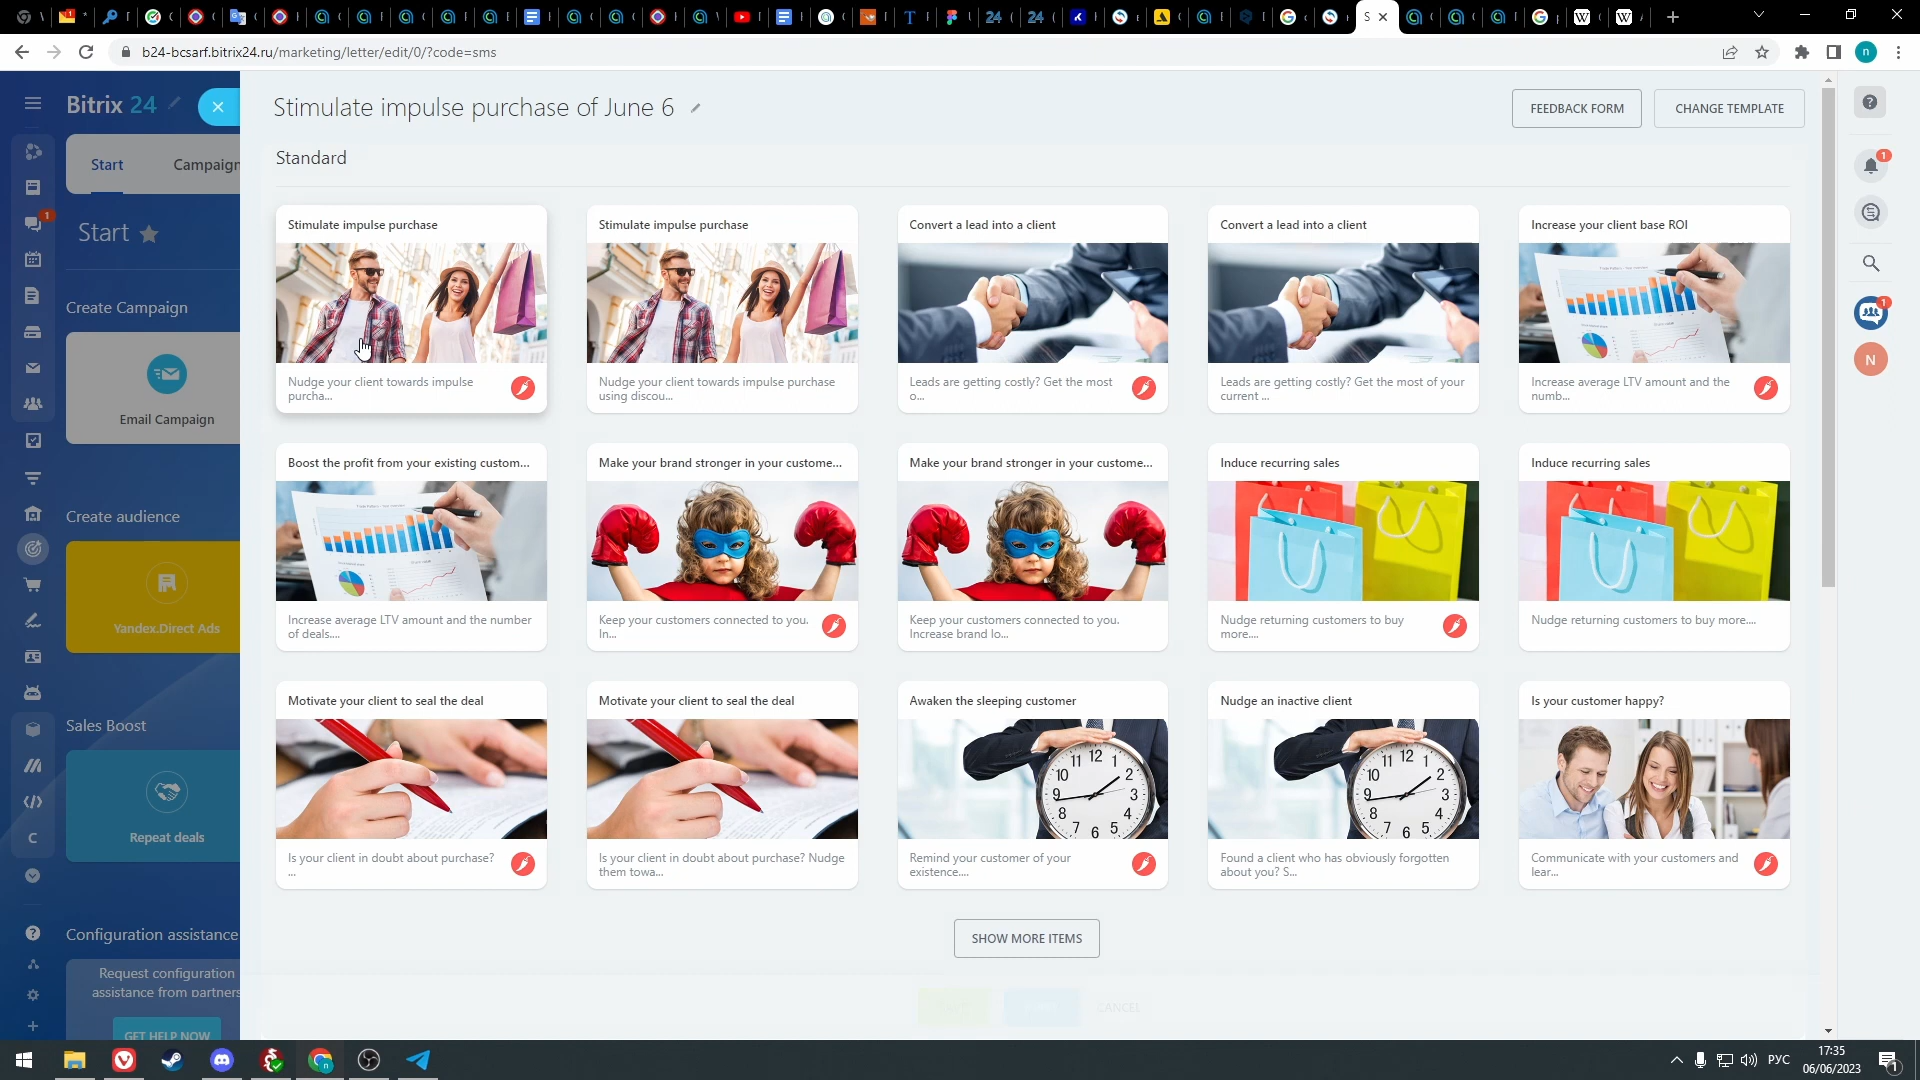 b24-bcsarf.bitrix24.ru/marketing/letter/edit/0/?code=sms
n
Bitrix 24
Stimulate impulse purchase of June 6
FEEDBACK FORM
CHANGE TEMPLATE
Start
Campaign
Standard
1
1
Start
Create Campaign
Email Campaign
Create audience
Yandex.Direct Ads
Sales Boost
Repeat deals
C
Configuration assistance
Request configuration
assistance from partners
GET HELP NOW
Stimulate impulse purchase
Nudge your client towards impulse
purcha...
Stimulate impulse purchase
Nudge your client towards impulse purchase
using discou...
Convert a lead into a client
Leads are getting costly? Get the most
o...
Convert a lead into a client
Leads are getting costly? Get the most of your
current ...
Increase your client base ROI
Increase average LTV amount and the
numb...
1
N
Boost the profit from your existing custom...
Increase average LTV amount and the number
of deals....
Make your brand stronger in your custome...
Keep your customers connected to you.
In...
Make your brand stronger in your custome...
Keep your customers connected to you.
Increase brand lo...
Induce recurring sales
Nudge returning customers to buy
more....
Induce recurring sales
Nudge returning customers to buy more....
Motivate your client to seal the deal
Is your client in doubt about purchase?
...
Motivate your client to seal the deal
Is your client in doubt about purchase? Nudge
them towa...
Awaken the sleeping customer
Remind your customer of your
existence....
Nudge an inactive client
Found a client who has obviously forgotten
about you? S...
Is your customer happy?
Communicate with your customers and
lear...
SHOW MORE ITEMS
CANCEL
РУС
17:35
06/06/2023
1